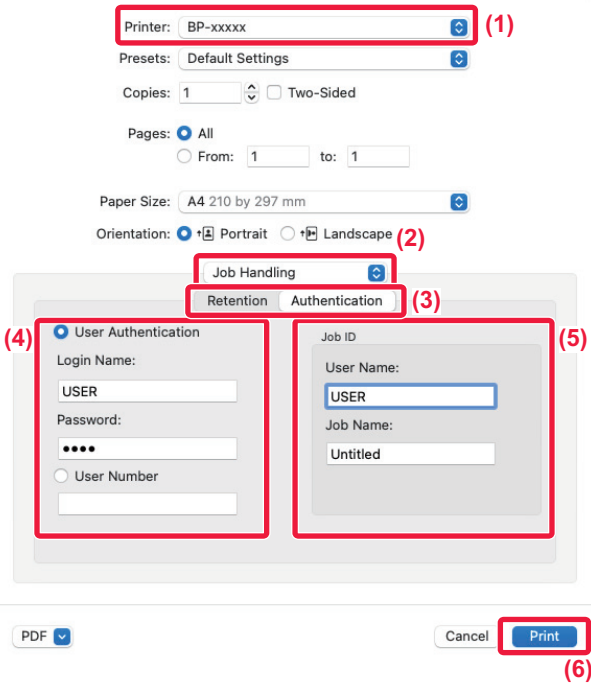 Printer: BP-xxxxx (1)
Presets: Default Settings
Copies: 1 Two-Sided
Pages: All
From: 1 to: 1
Paper Size: A4 210 by 297 mm
Orientation: Portrait Landscape (2)
Job Handling
Retention Authentication (3)
(4) User Authentication
Login Name:
USER
Password:
••••
User Number
Job ID (5)
User Name:
USER
Job Name:
Untitled
PDF Cancel Print
(6)